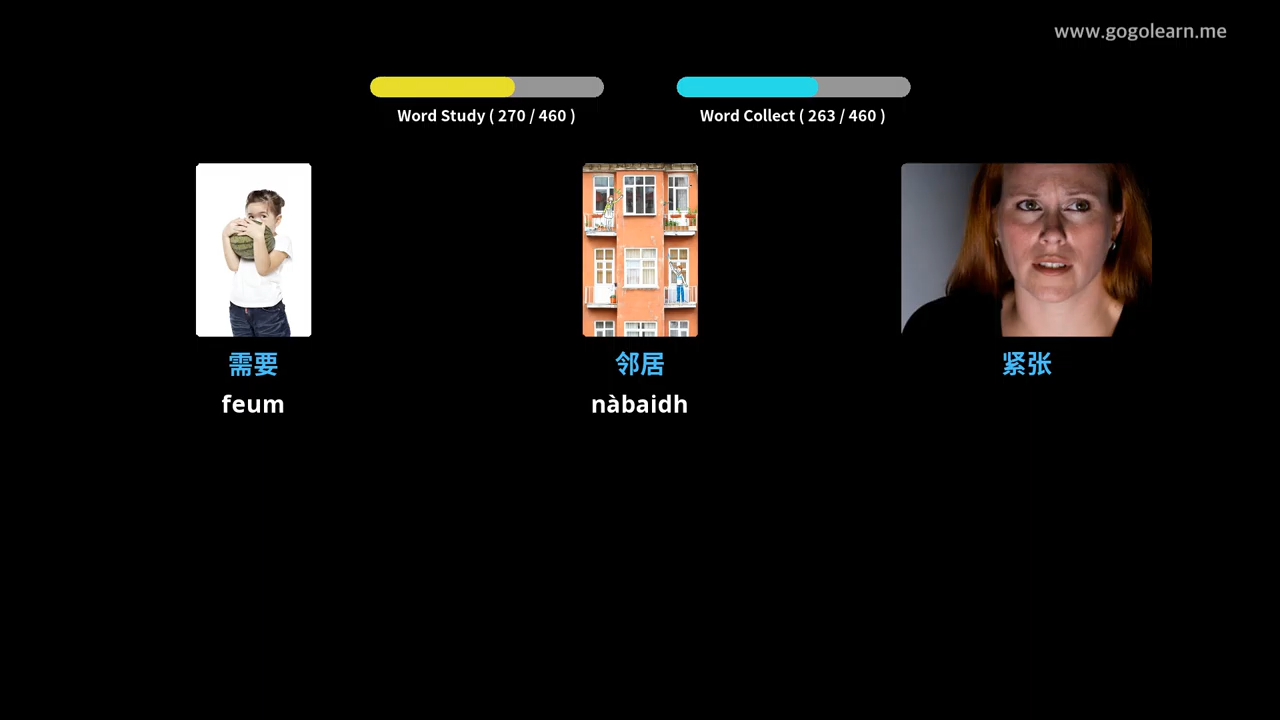 www.gogolearn.me
Word Study ( 270 / 460 )
Word Collect ( 263 / 460 )
需要
feum
邻居
nàbaidh
紧张